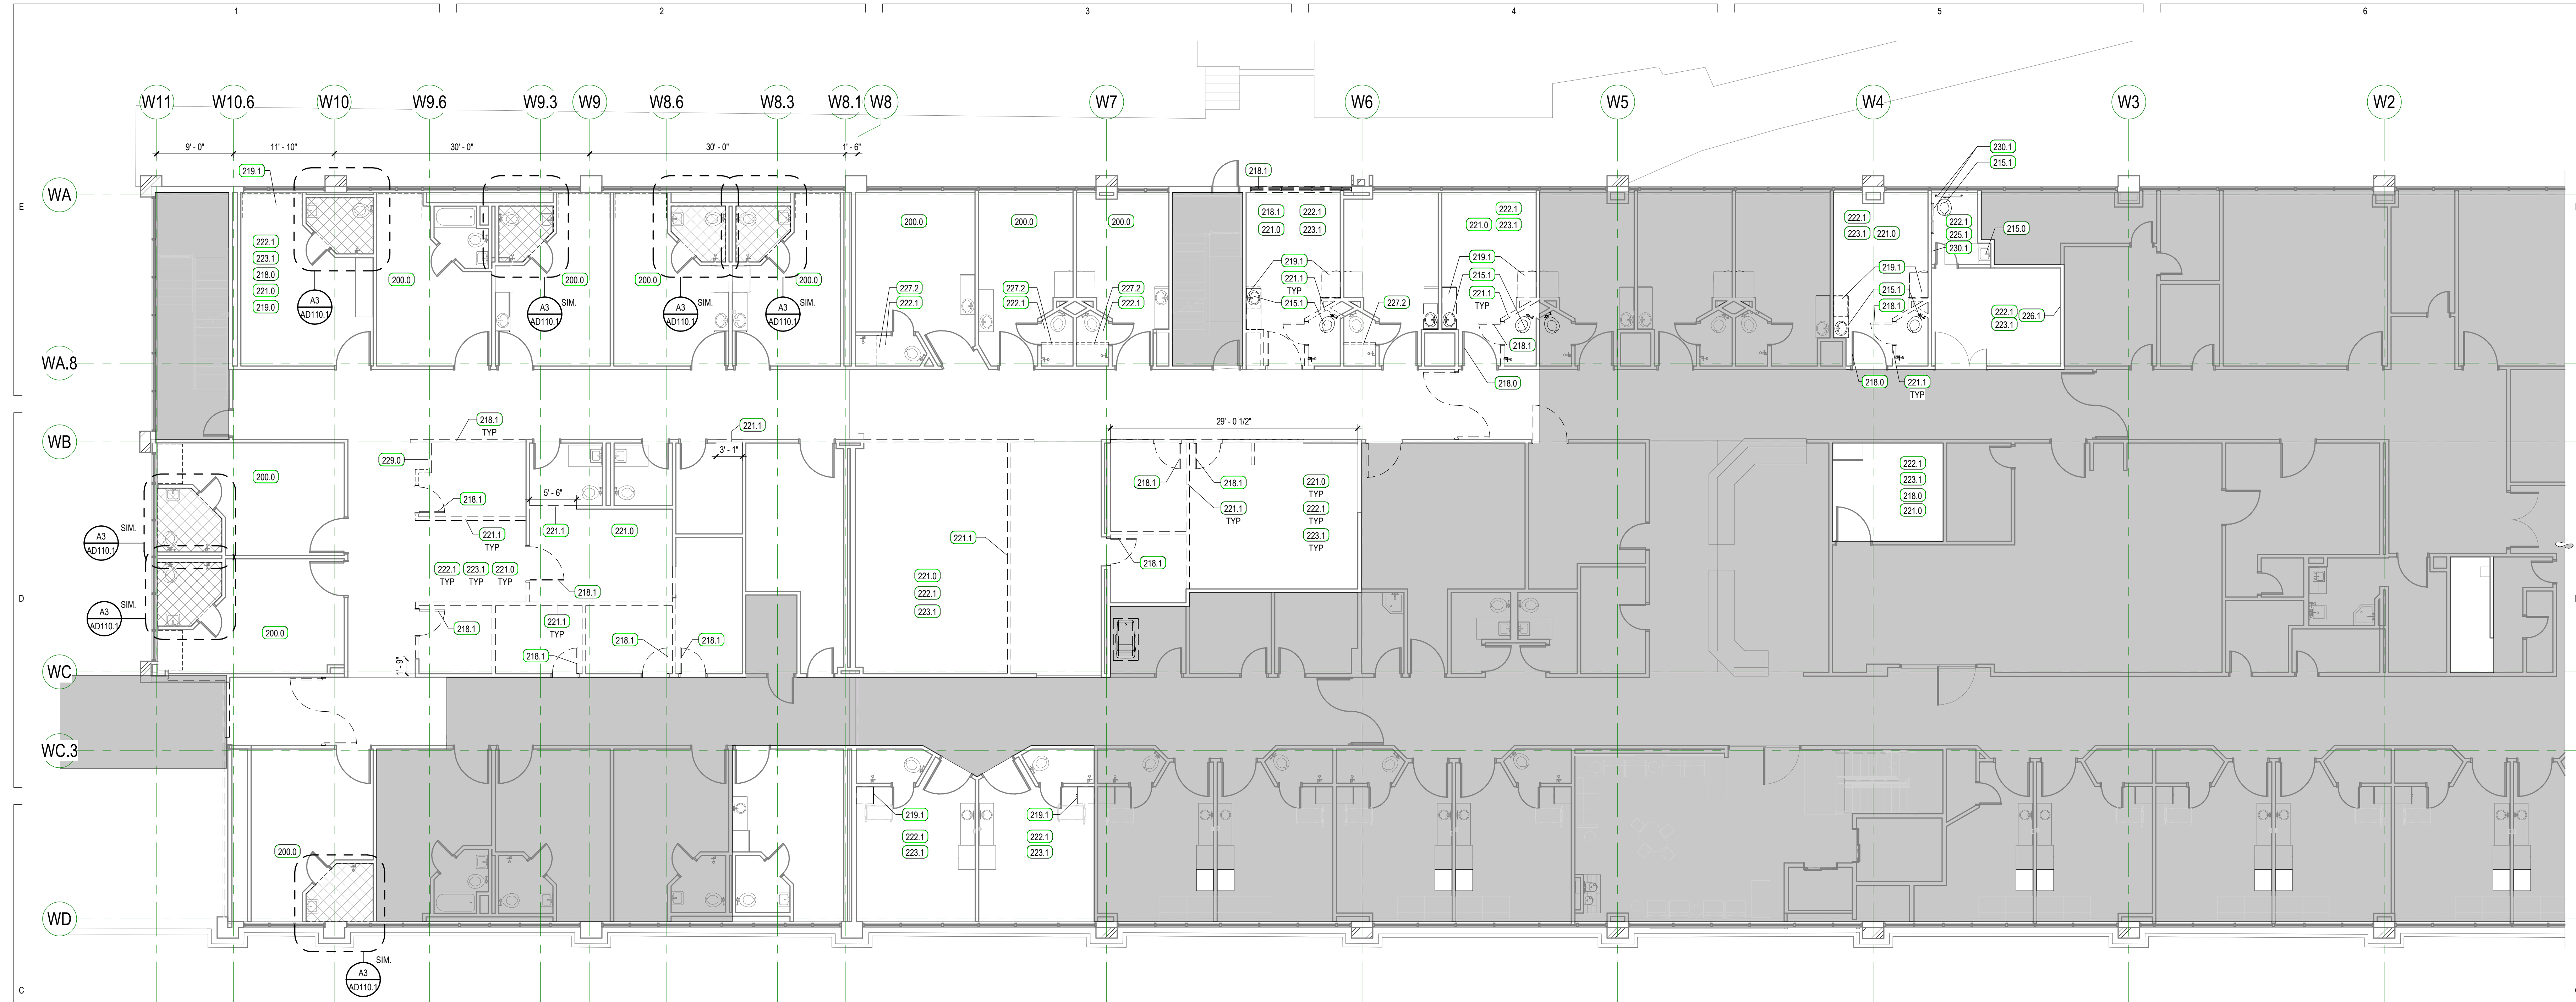 1 2 3 4 5 6
W11 W10.6 W10 W9.6 W9.3 W9 W8.6 W8.3 W8.1 W8 W7 W6 W5 W4 W3 W2
9' - 0" 11' - 10" 30' - 0" 30' - 0" 1' - 6"
230.1
215.1
219.1 218.1
WA
E
200.0 200.0 200.0
218.1 222.1
221.0 223.1
222.1
221.0 223.1
222.1
223.1 221.0
222.1
225.1
230.1
215.0
222.1
223.1
218.0
221.0
219.0
200.0 200.0 200.0 200.0
A3
AD110.1
A3
AD110.1
SIM.
A3
AD110.1
SIM.
A3
AD110.1
SIM.
227.2
222.1
227.2
222.1
227.2
222.1
219.1
221.1
TYP
215.1
227.2
219.1
215.1
221.1
TYP
218.1
218.0
219.1
215.1
218.1
222.1
223.1
226.1
218.0
221.1
TYP
WA.8
WB
218.1
TYP
221.1
29' - 0 1/2"
3' - 1"
229.0
200.0
218.1
5' - 6"
221.1
TYP
221.1
221.0
221.1
218.1
218.1
221.1
TYP
221.0
TYP
222.1
TYP
223.1
TYP
222.1
223.1
218.0
221.0
A3
AD110.1
SIM.
222.1
TYP
223.1
TYP
221.0
TYP
218.1
218.1
221.0
222.1
223.1
D
A3
AD110.1
SIM.
200.0
218.1
221.1
TYP
218.1
218.1
218.1
1' - 9"
WC
WC.3
219.1
222.1
223.1
219.1
222.1
223.1
200.0
WD
A3
AD110.1
SIM.
C